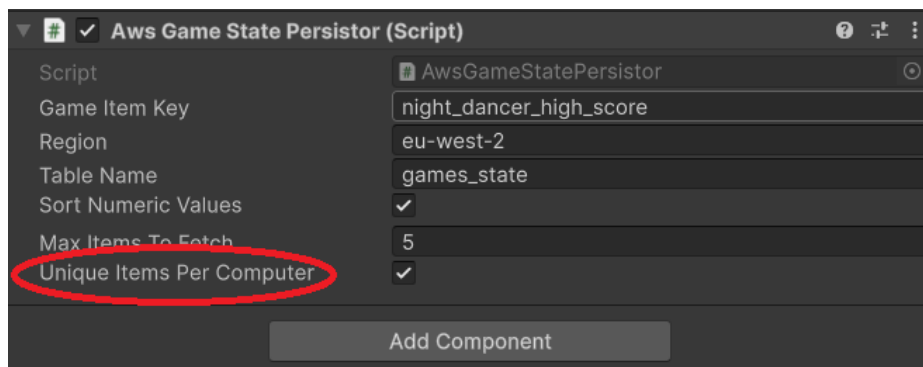 Aws Game State Persistor (Script)
Script AwsGameStatePersistor
Game Item Key night_dancer_high_score
Region eu-west-2
Table Name games_state
Sort Numeric Values
Max Items To Fetch 5
Unique Items Per Computer
Add Component